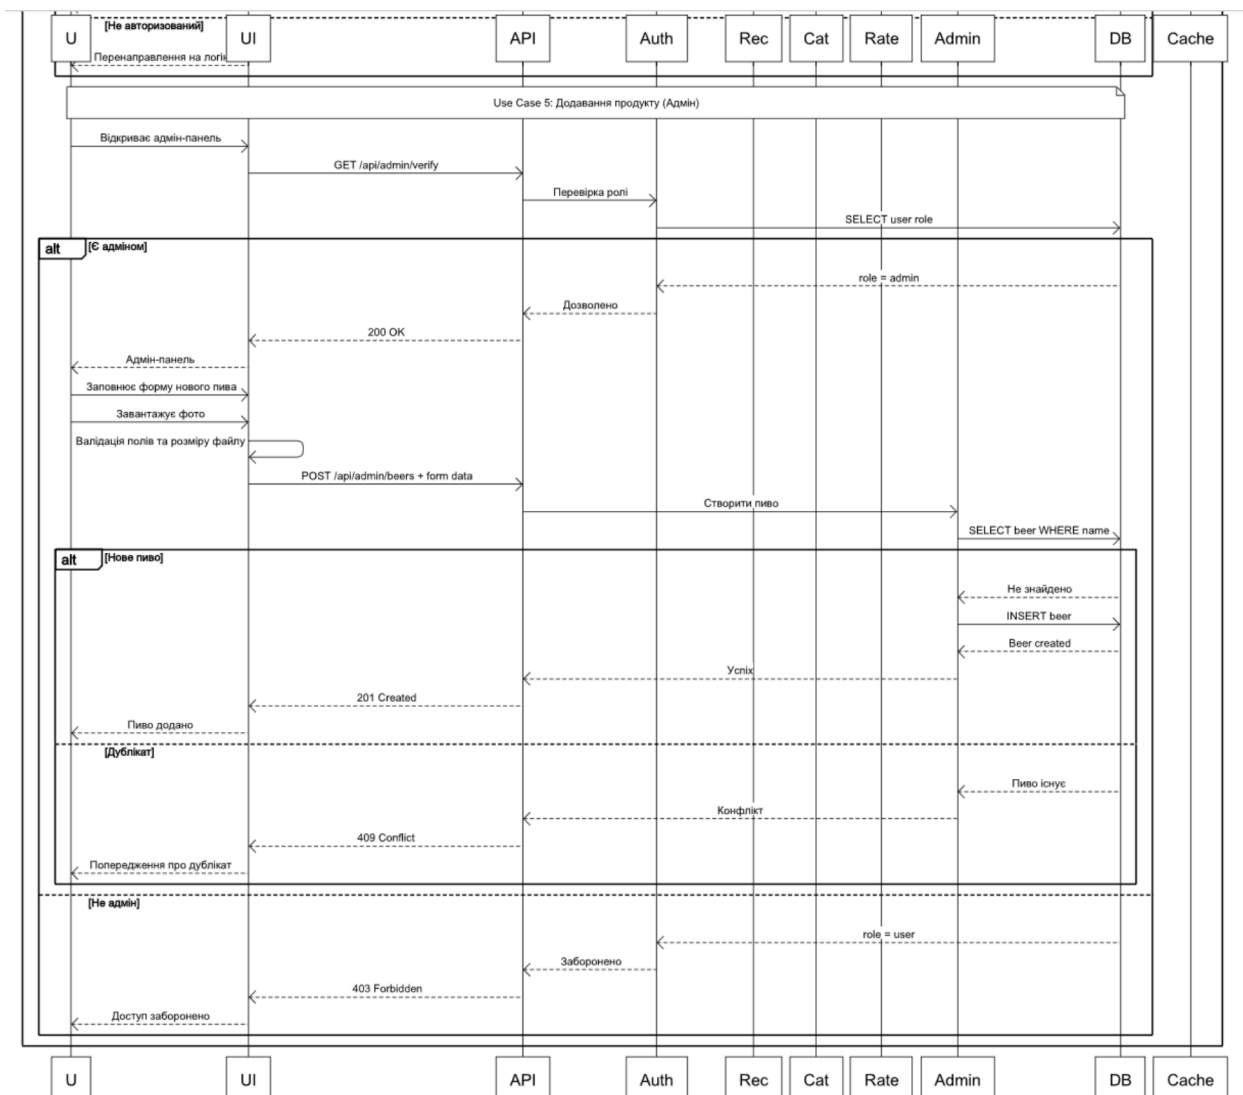 [Не авторизований]
U
UI
API
Auth
Rec
Cat
Rate
Admin
DB
Cache
Перенаправлення на
Use Case 5: Додавання продукту (Адмін)
Відкриває адмін-панель
GET /api/admin/verify
Перевірка ролі
SELECT user role
alt
[Є адміном]
role = admin
Дозволено
200 OK
Адмін-панель
Заповнює форму нового пива
Завантажує фото
Валідація полів та розміру файлу
POST /api/admin/beers + form data
Створити пиво
SELECT beer WHERE name
alt
[Нове пиво]
Не знайдено
INSERT beer
Beer created
Успіх
201 Created
Пиво додано
[Дублікат]
Пиво існує
Конфлікт
409 Conflict
Попередження про дублікат
[Не адмін]
role = user
Заборонено
403 Forbidden
Доступ заборонено
U
UI
API
Auth
Rec
Cat
Rate
Admin
DB
Cache